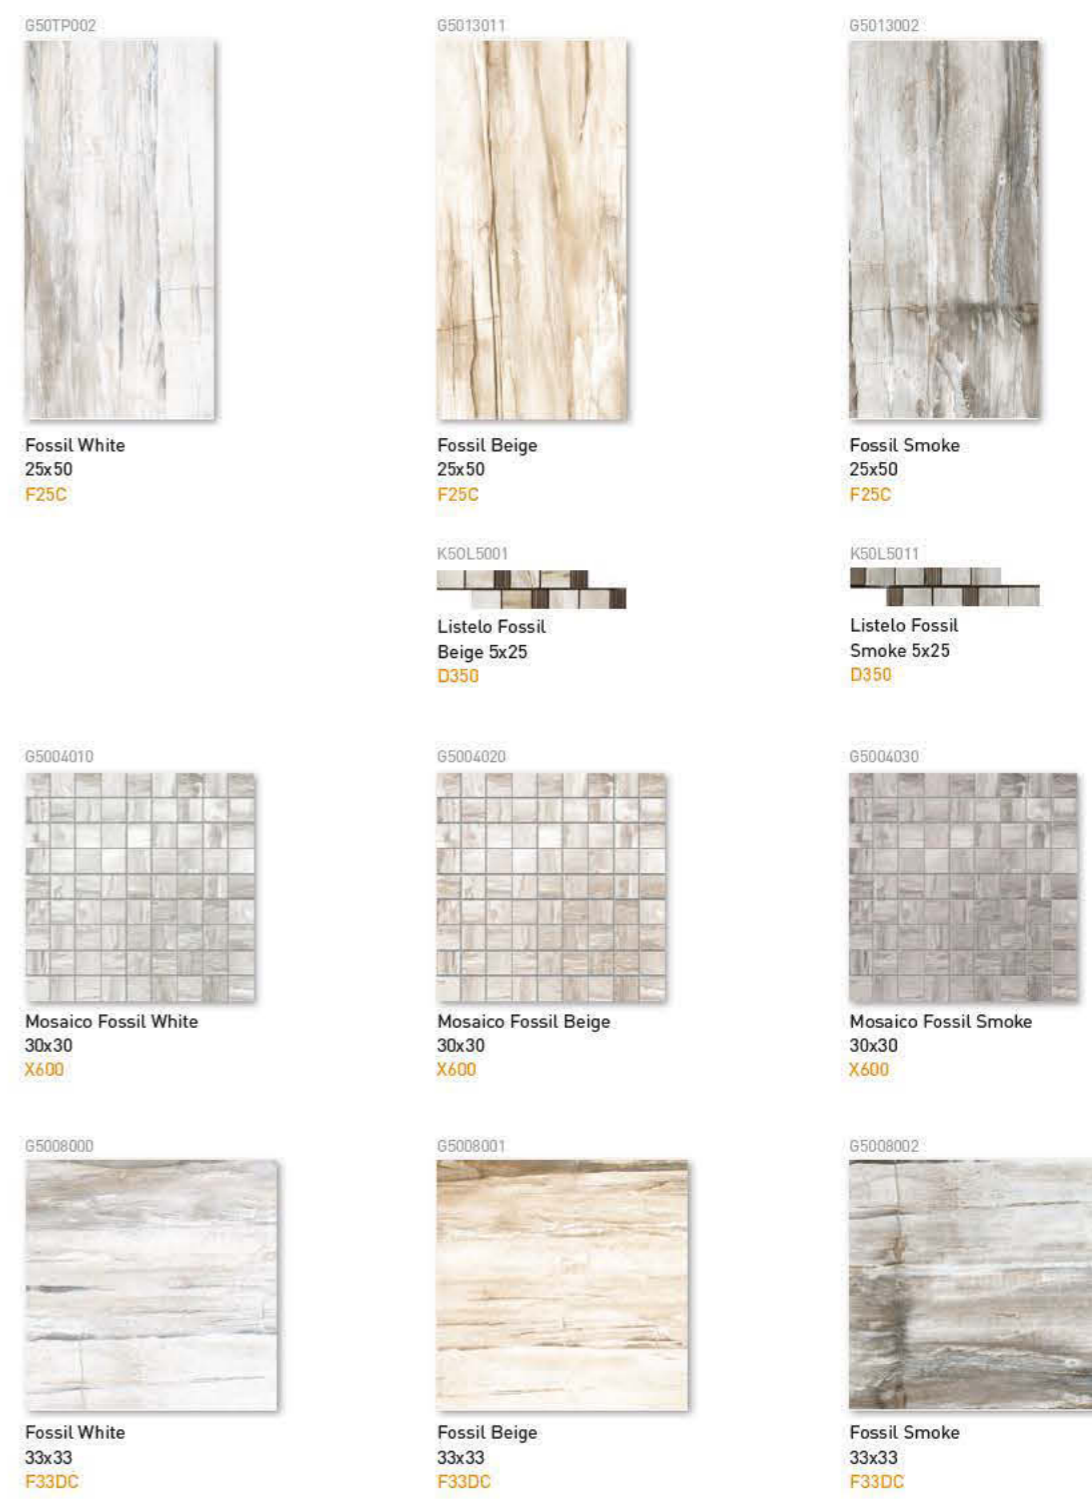 G50TP002
Fossil White
25x50
F25C
G5013011
Fossil Beige
25x50
F25C
G5013002
Fossil Smoke
25x50
F25C
K50L5001
Listelo Fossil
Beige 5x25
D350
K50L5011
Listelo Fossil
Smoke 5x25
D350
G5004010
Mosaico Fossil White
30x30
X600
G5004020
Mosaico Fossil Beige
30x30
X600
G5004030
Mosaico Fossil Smoke
30x30
X600
G5008000
Fossil White
33x33
F33DC
G5008001
Fossil Beige
33x33
F33DC
G5008002
Fossil Smoke
33x33
F33DC